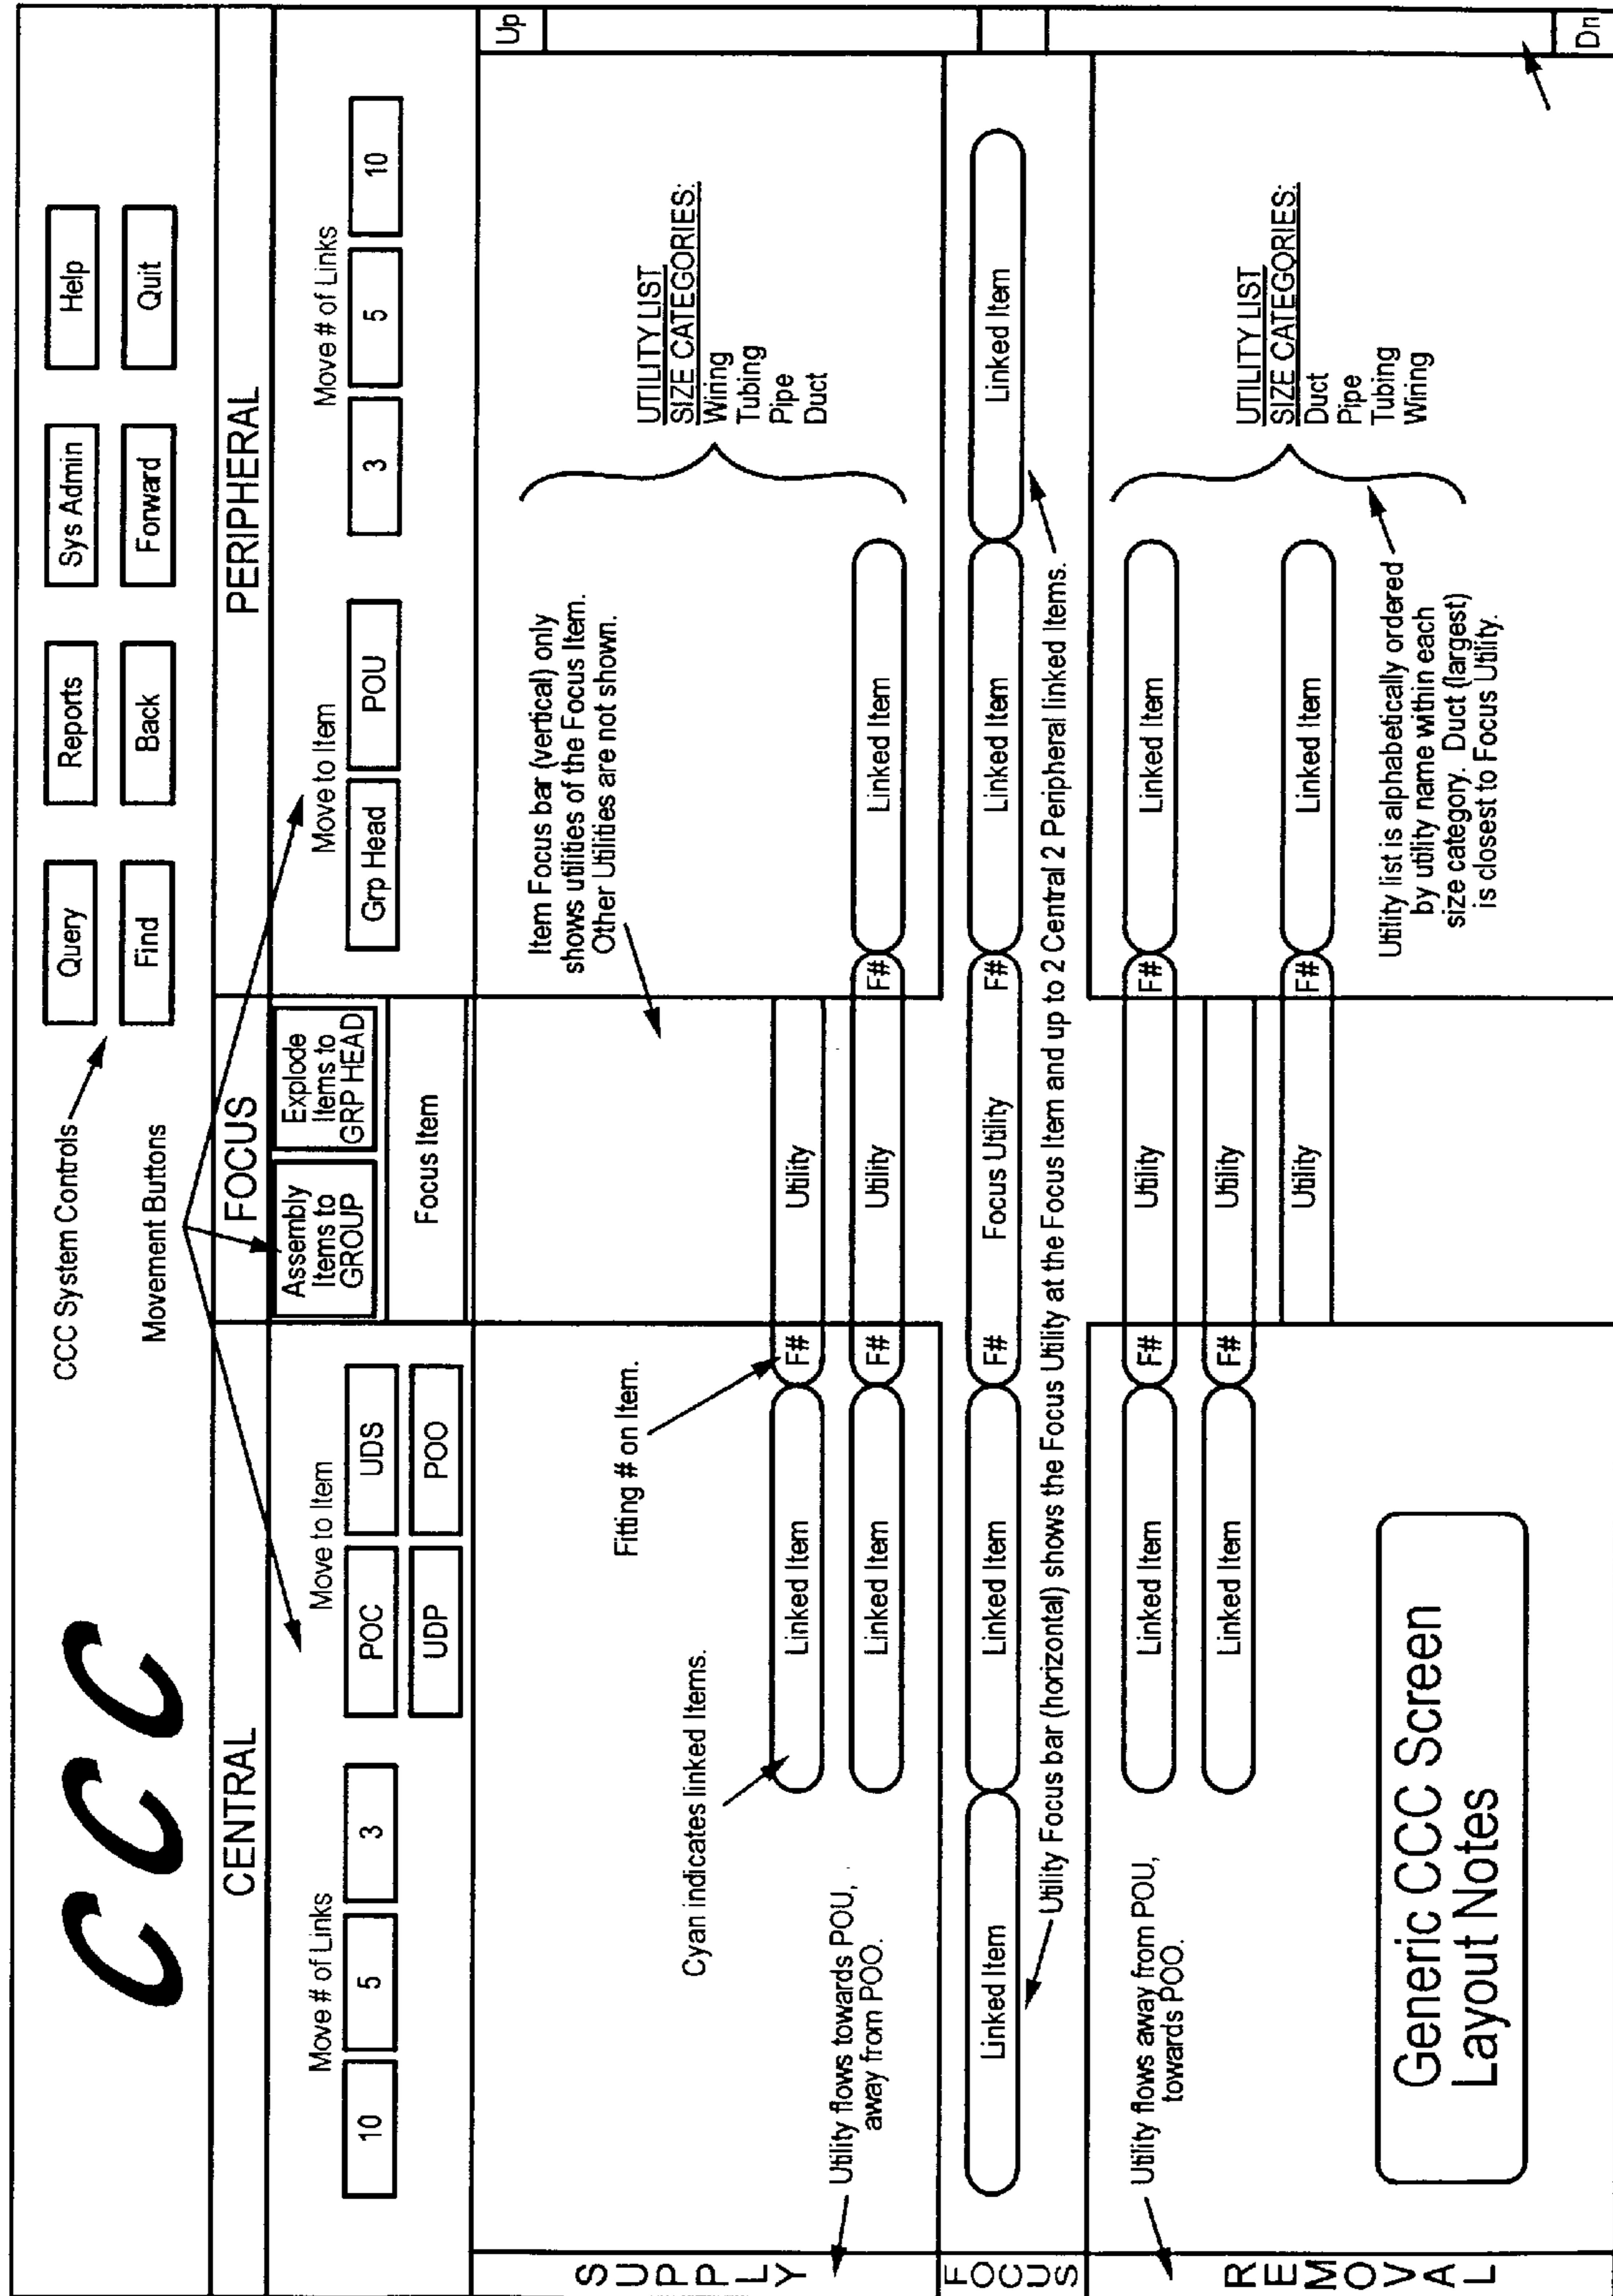 CCC
Query
Reports
Sys Admin
Help
CCC System Controls
Find
Back
Forward
Quit
Movement Buttons
CENTRAL
FOCUS
PERIPHERAL
Move # of Links
Move to Item
Assembly
Items to
GROUP
Explode
Items to
GRP HEAD
Move to Item
Move # of Links
10
5
3
POC
UDS
Grp Head
POU
3
5
10
UDP
POO
Focus Item
Up
SUPPLY
Fitting # on Item.
Item Focus bar (vertical) only
shows utilities of the Focus Item.
Other Utilities are not shown.
UTILITY LIST
SIZE CATEGORIES:
Wiring
Tubing
Pipe
Duct
Cyan indicates linked Items.
Linked Item
F#
Utility
Utility flows towards POU,
away from POO.
Linked Item
F#
Utility
F#
Linked Item
FOCUS
Linked Item
Linked Item
F#
Focus Utility
F#
Linked Item
Linked Item
Utility Focus bar (horizontal) shows the Focus Utility at the Focus Item and up to 2 Central 2 Peripheral linked Items.
REMOVAL
Utility flows away from POU,
towards POO.
Linked Item
F#
Utility
F#
Linked Item
Linked Item
F#
Utility
Utility
F#
Linked Item
UTILITY LIST
SIZE CATEGORIES:
Duct
Pipe
Tubing
Wiring
Utility list is alphabetically ordered
by utility name within each
size category. Duct (largest)
is closest to Focus Utility.
Generic CCC Screen
Layout Notes
Dn